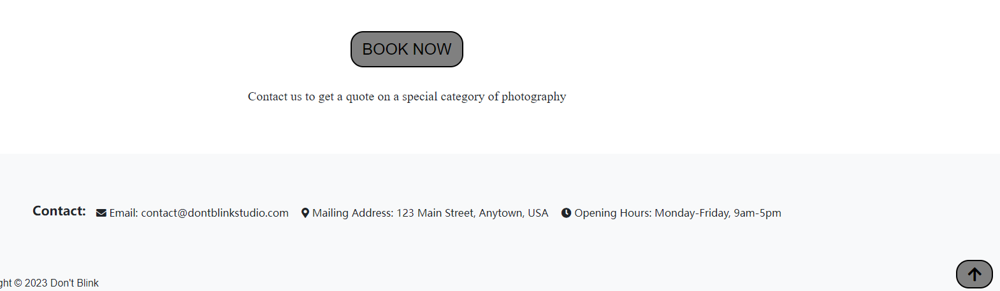 BOOK NOW
Contact us to get a quote on a special category of photography
Contact: Email: contact@dontblinkstudio.com Mailing Address: 123 Main Street, Anytown, USA Opening Hours: Monday-Friday, 9am-5pm
ght © 2023 Don't Blink